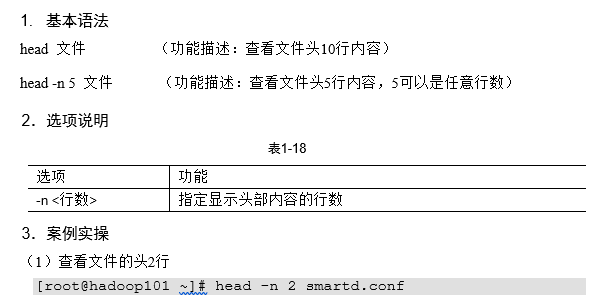 1. 基本语法
head 文件 （功能描述：查看文件头10行内容）
head -n 5 文件 （功能描述：查看文件头5行内容，5可以是任意行数）
2．选项说明
表1-18
选项 功能
-n <行数> 指定显示头部内容的行数
3．案例实操
（1）查看文件的头2行
[root@hadoop101 ~]# head -n 2 smartd.conf